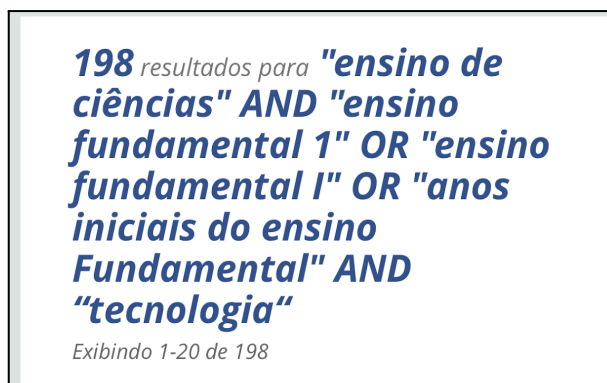 198 resultados para "ensino de
ciências" AND "ensino
fundamental 1" OR "ensino
fundamental I" OR "anos
iniciais do ensino
Fundamental" AND
“tecnologia“
Exibindo 1-20 de 198